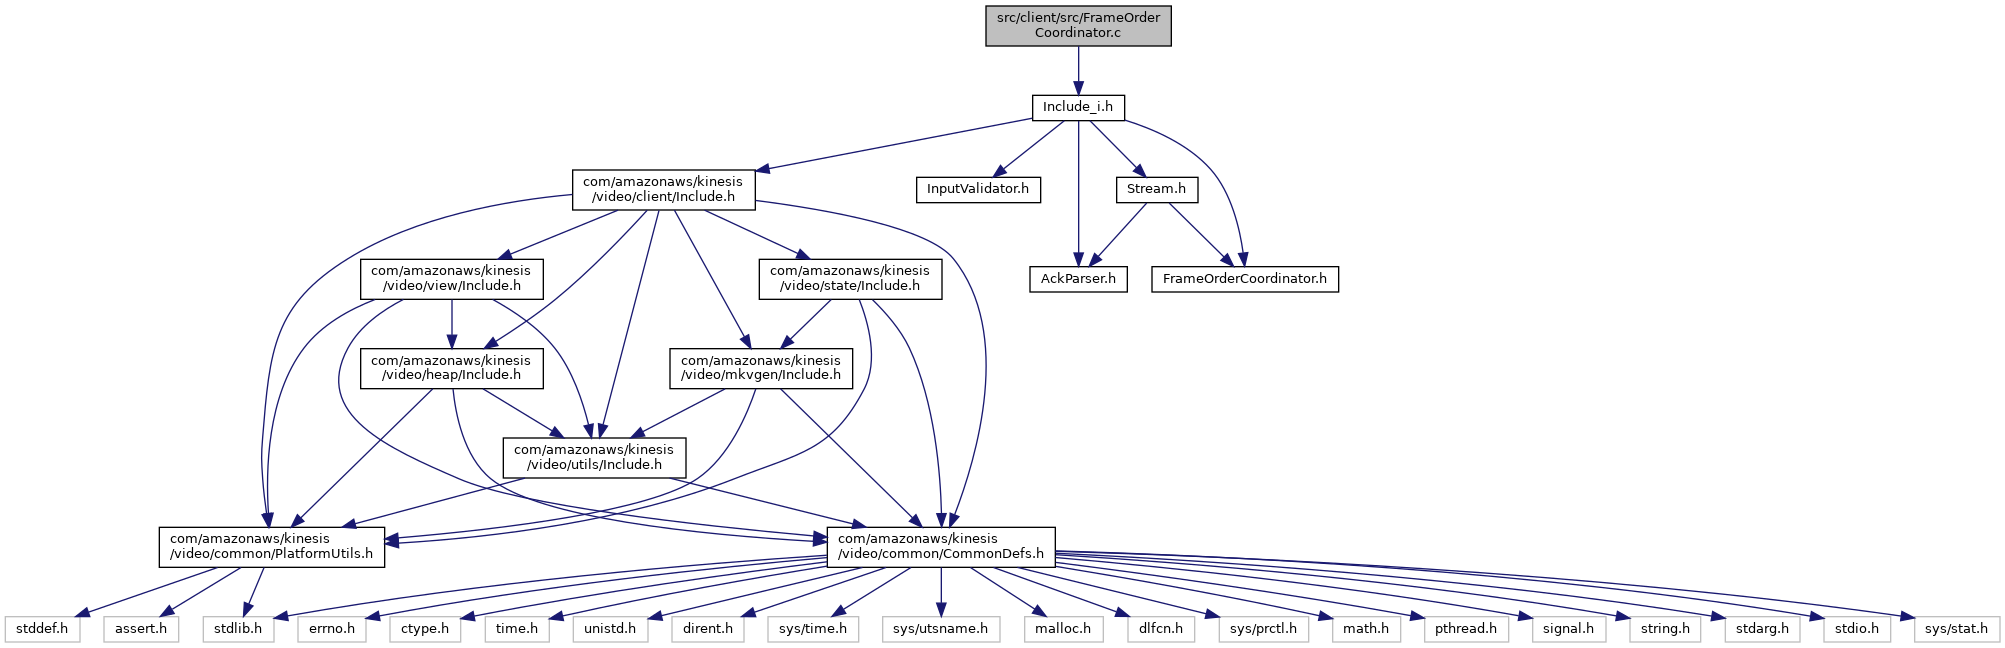 src/client/src/FrameOrder
Coordinator.c
Include_i.h
com/amazonaws/kinesis
/video/client/Include.h
InputValidator.h
Stream.h
com/amazonaws/kinesis
/video/view/Include.h
com/amazonaws/kinesis
/video/state/Include.h
AckParser.h
FrameOrderCoordinator.h
com/amazonaws/kinesis
/video/heap/Include.h
com/amazonaws/kinesis
/video/mkvgen/Include.h
com/amazonaws/kinesis
/video/utils/Include.h
com/amazonaws/kinesis
/video/common/PlatformUtils.h
com/amazonaws/kinesis
/video/common/CommonDefs.h
stddef.h
assert.h
stdlib.h
errno.h
ctype.h
time.h
unistd.h
dirent.h
sys/time.h
sys/utsname.h
malloc.h
dlfcn.h
sys/prctl.h
math.h
pthread.h
signal.h
string.h
stdarg.h
stdio.h
sys/stat.h